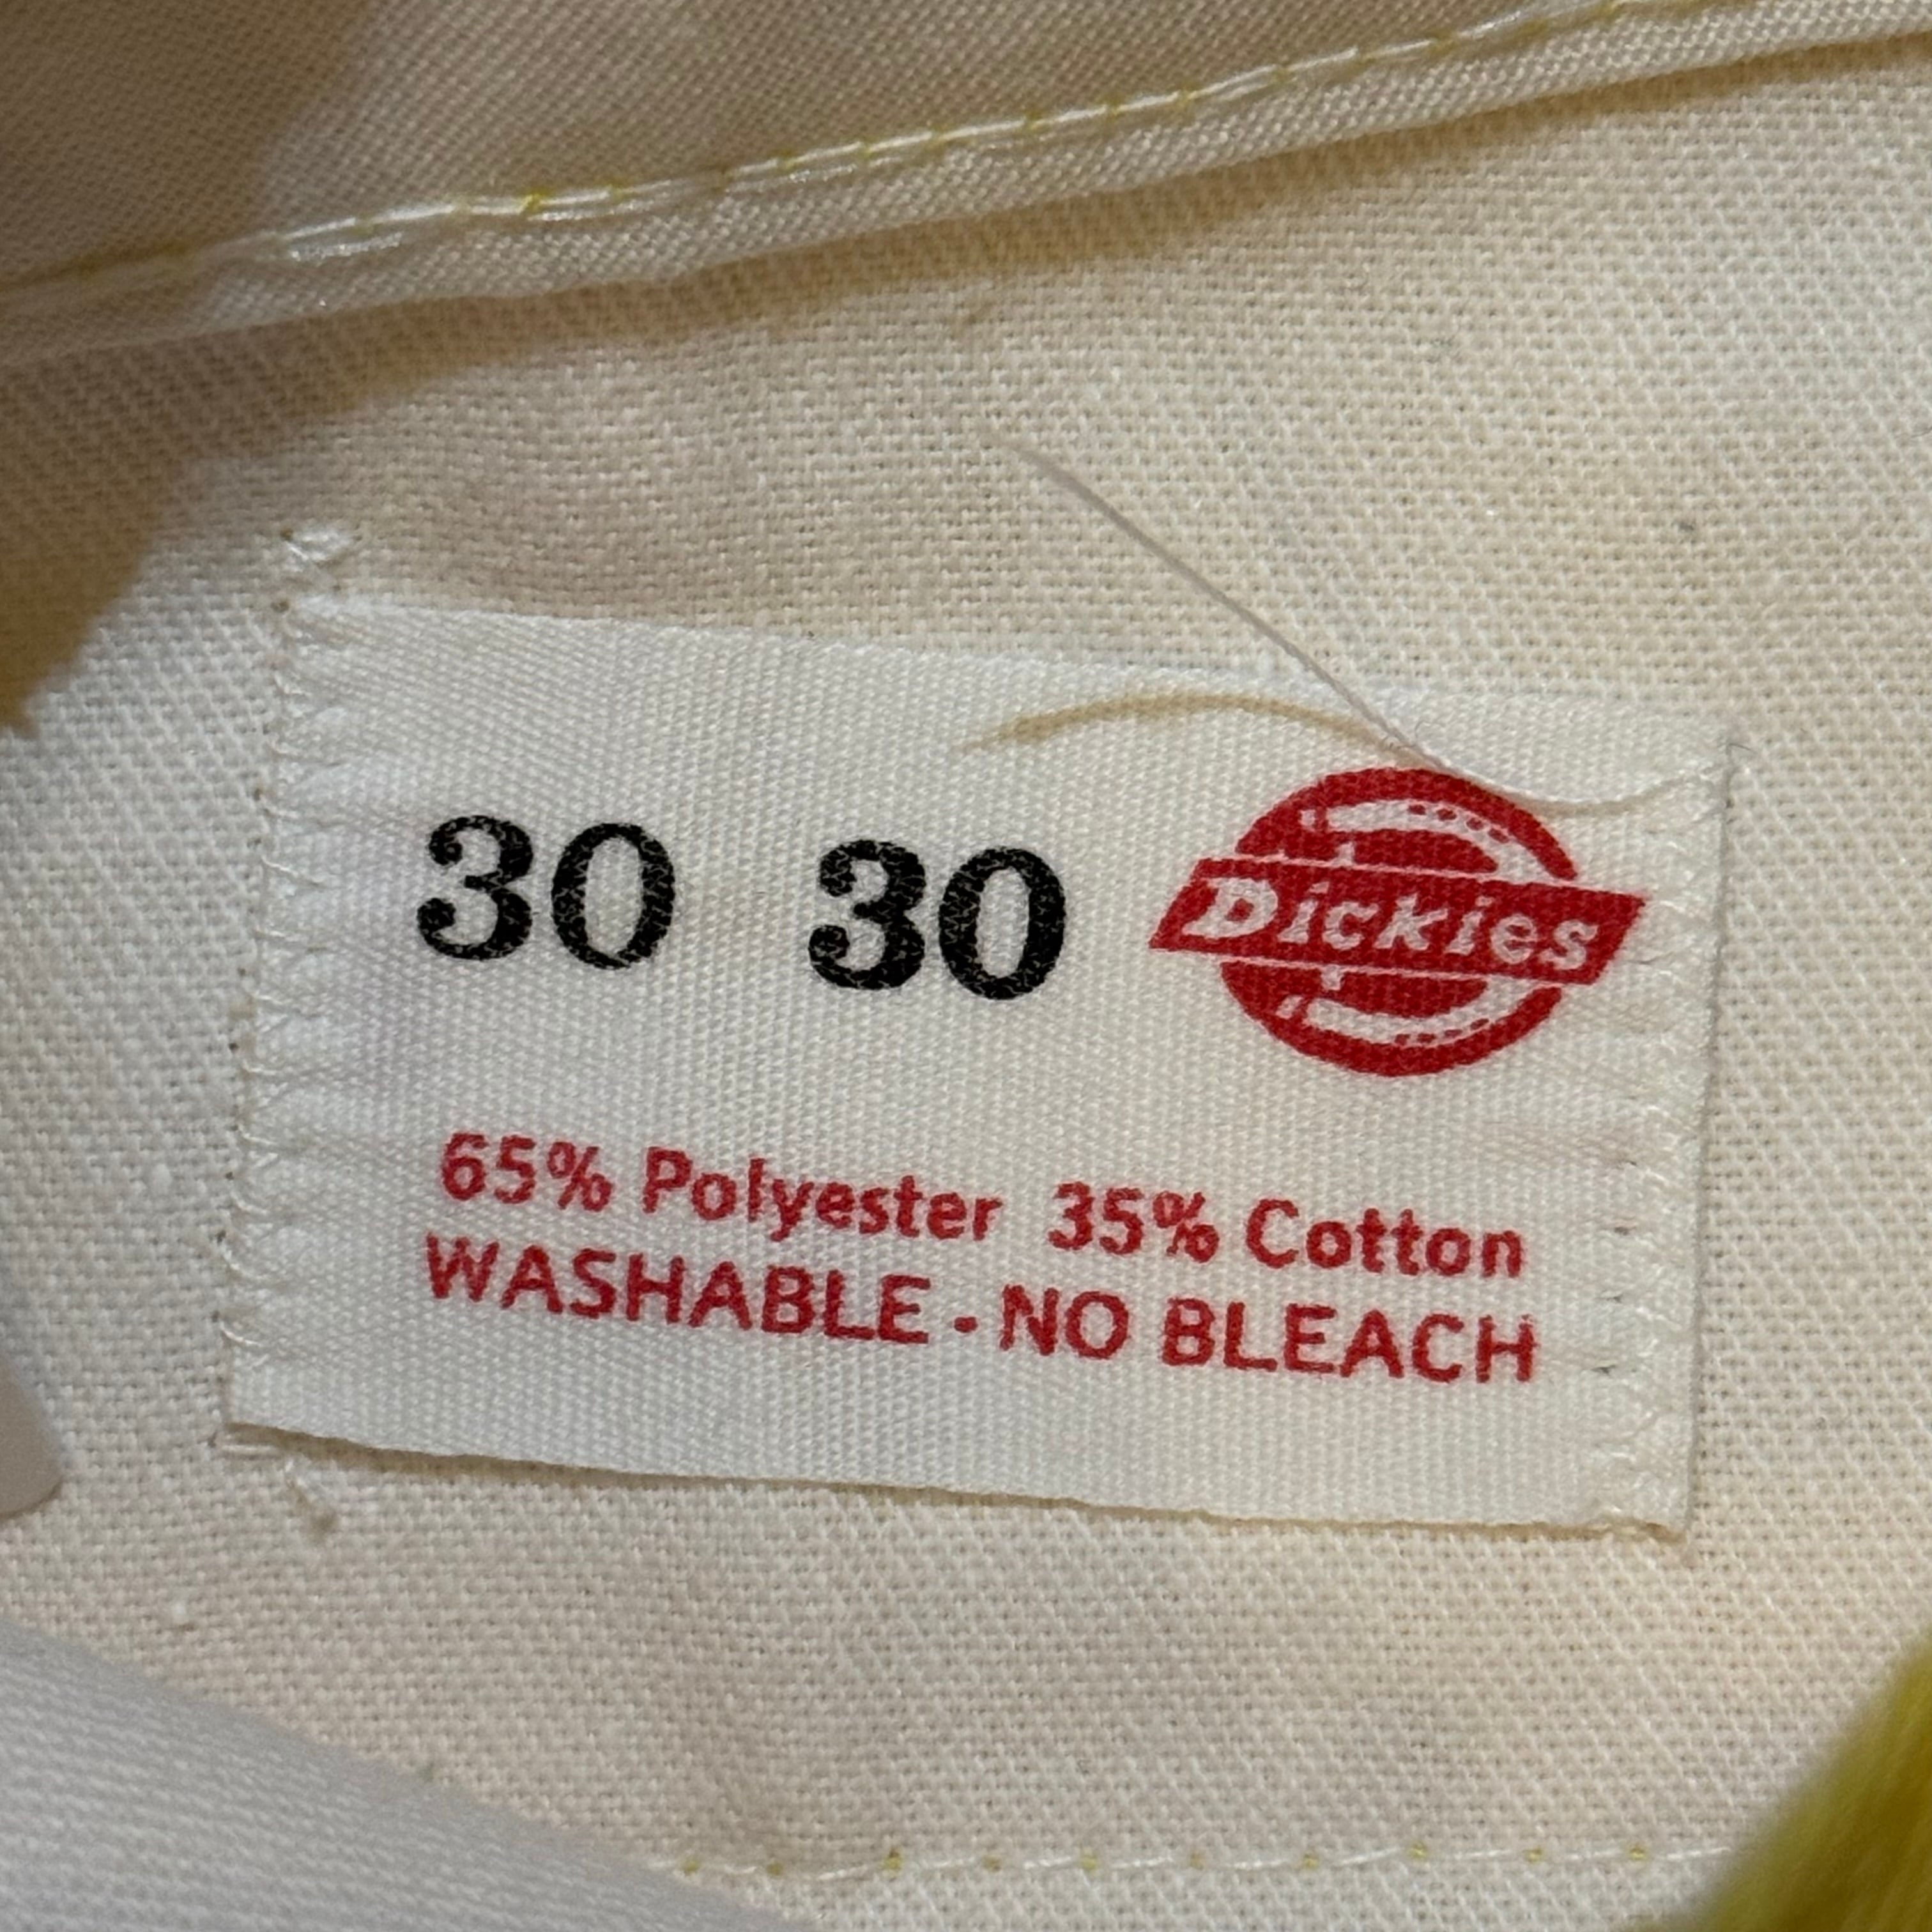 30 30 Dickies
65% Polyester 35% Cotton
WASHABLE - NO BLEACH